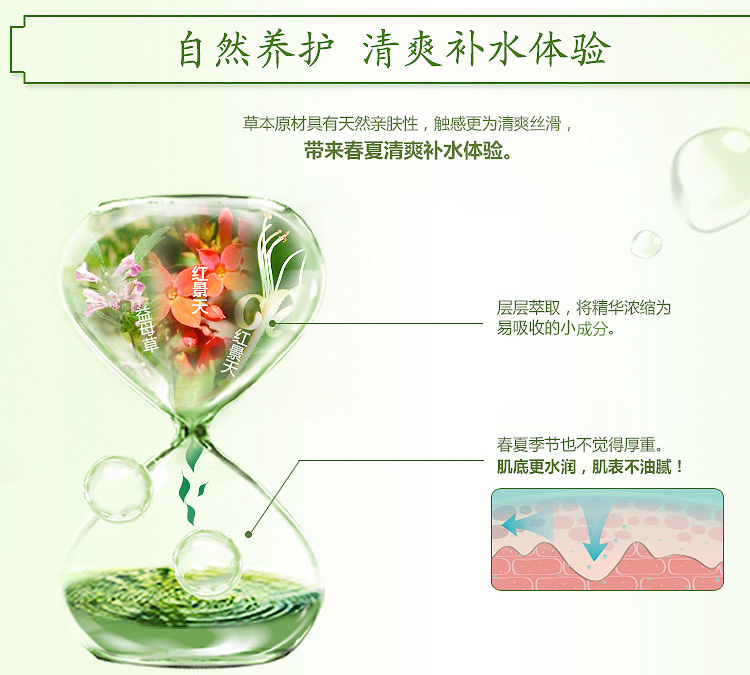 自然养护 清爽补水体验
草本原材具有天然亲肤性，触感更为清爽丝滑，
带来春夏清爽补水体验。
益母草
红景天
红景天
层层萃取，将精华浓缩为
易吸收的小成分。
春夏季节也不觉得厚重。
肌底更水润，肌表不油腻！